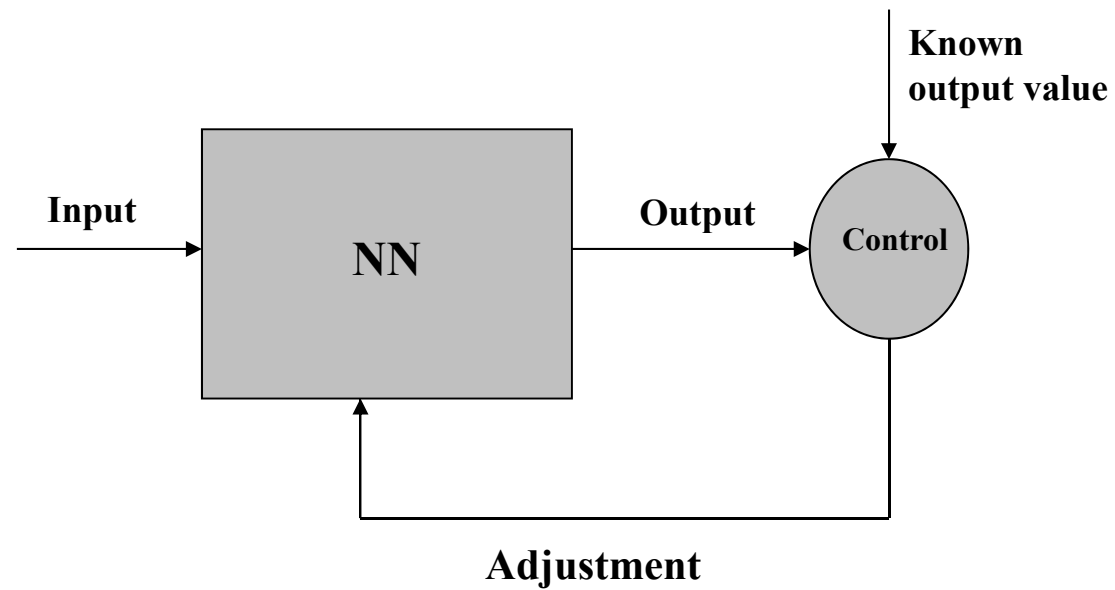 Known
output value
Input
NN
Output
Control
Adjustment